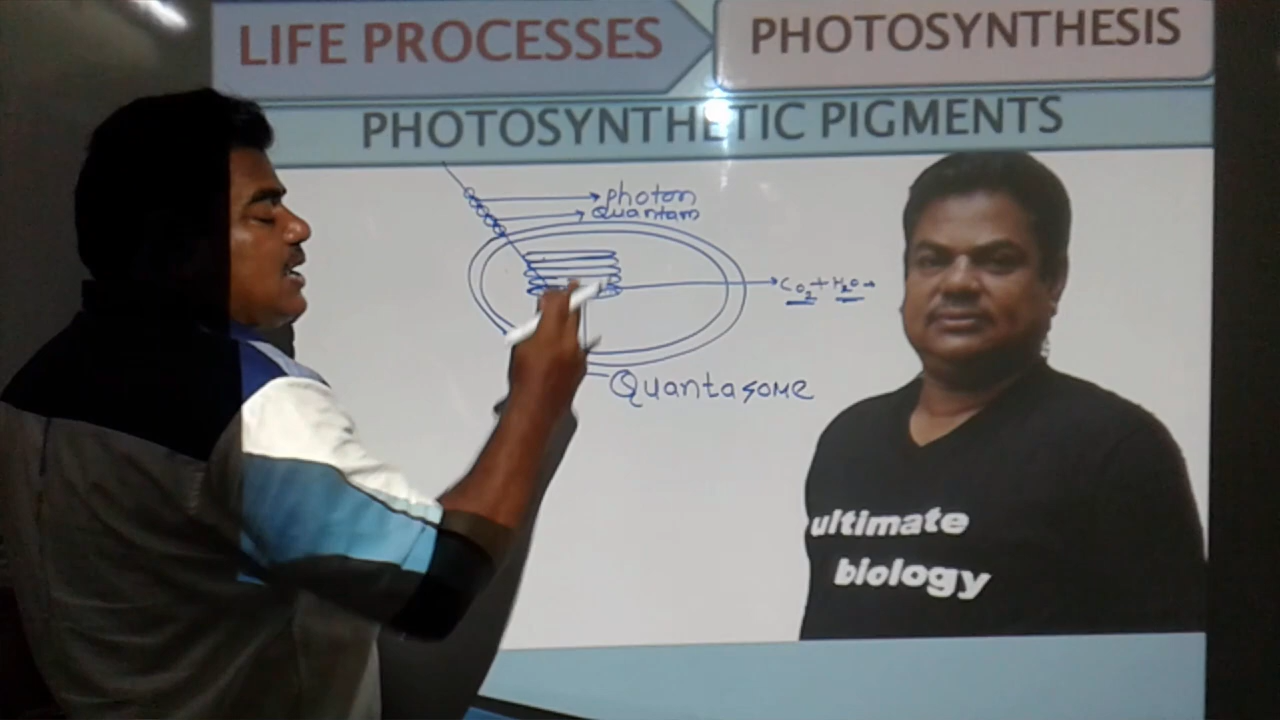 LIFE PROCESSES
PHOTOSYNTHESIS
PHOTOSYNTHETIC PIGMENTS
photon
Quantam
CO2+H2O→
Quantasome
ultimate
biology